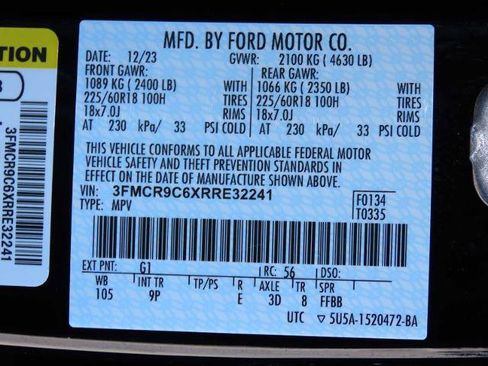 MFD. BY FORD MOTOR CO.
DATE: 12/23 GVWR: 2100 KG ( 4630 LB)
FRONT GAWR: REAR GAWR:
1089 KG ( 2400 LB) WITH 1066 KG ( 2350 LB) WITH
225/60R18 100H TIRES 225/60R18 100H TIRES
18x7.0J RIMS 18x7.0J RIMS
AT 230 kPa/ 33 PSI COLD AT 230 kPa/ 33 PSI COLD
THIS VEHICLE CONFORMS TO ALL APPLICABLE FEDERAL MOTOR
VEHICLE SAFETY AND THEFT PREVENTION STANDARDS IN
EFFECT ON THE DATE OF MANUFACTURE SHOWN ABOVE.
VIN: 3FMCR9C6XRRE32241
TYPE: MPV
F0134
T0335
EXT PNT: G1 RC: 56 DSO:
WB INT TR TP/PS R AXLE TR SPR
105 9P E 3D 8 FFBB
UTC 5U5A-1520472-BA
3FMCR9C6XRRE32241